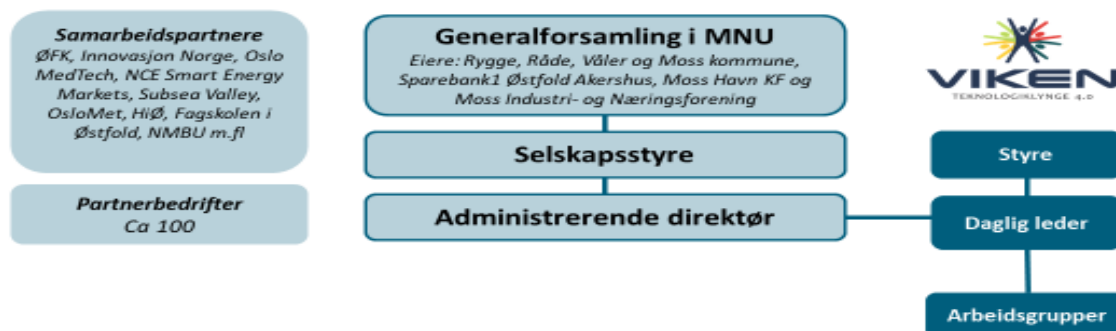 Samarbeidspartnere
ØFK, Innovasjon Norge, Oslo
MedTech, NCE Smart Energy
Markets, Subsea Valley,
OsloMet, HiØ, Fagskolen i
Østfold, NMBU m.fl
Partnerbedrifter
Ca 100
Generalforsamling i MNU
Eiere: Rygge, Råde, Våler og Moss kommune,
Sparebank1 Østfold Akershus, Moss Havn KF og
Moss Industri- og Næringsforening
Selskapsstyre
Administrerende direktør
VIKEN
TEKNOLOGIKLYNGE 4.0
Styre
Daglig leder
Arbeidsgrupper